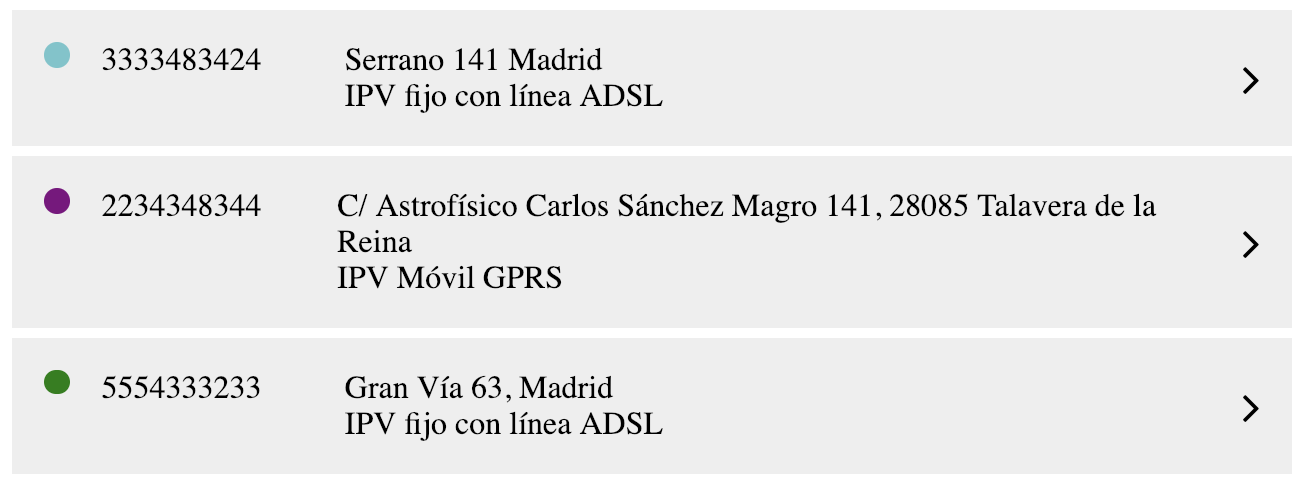 3333483424 Serrano 141 Madrid
IPV fijo con línea ADSL
2234348344 C/ Astrofísico Carlos Sánchez Magro 141, 28085 Talavera de la
Reina
IPV Móvil GPRS
5554333233 Gran Vía 63, Madrid
IPV fijo con línea ADSL